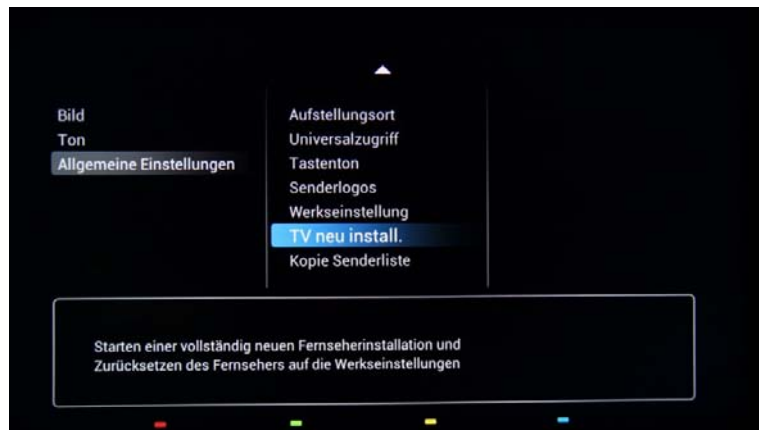 Bild
Ton
Allgemeine Einstellungen
Aufstellungsort
Universalzugriff
Tastenton
Senderlogos
Werkseinstellung
TV neu install.
Kopie Senderliste
Starten einer vollständig neuen Fernseherinstallation und
Zurücksetzen des Fernsehers auf die Werkseinstellungen